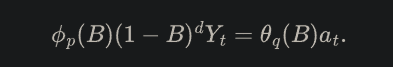 ϕ_p(B)(1 − B)^d Y_t = θ_q(B)a_t.